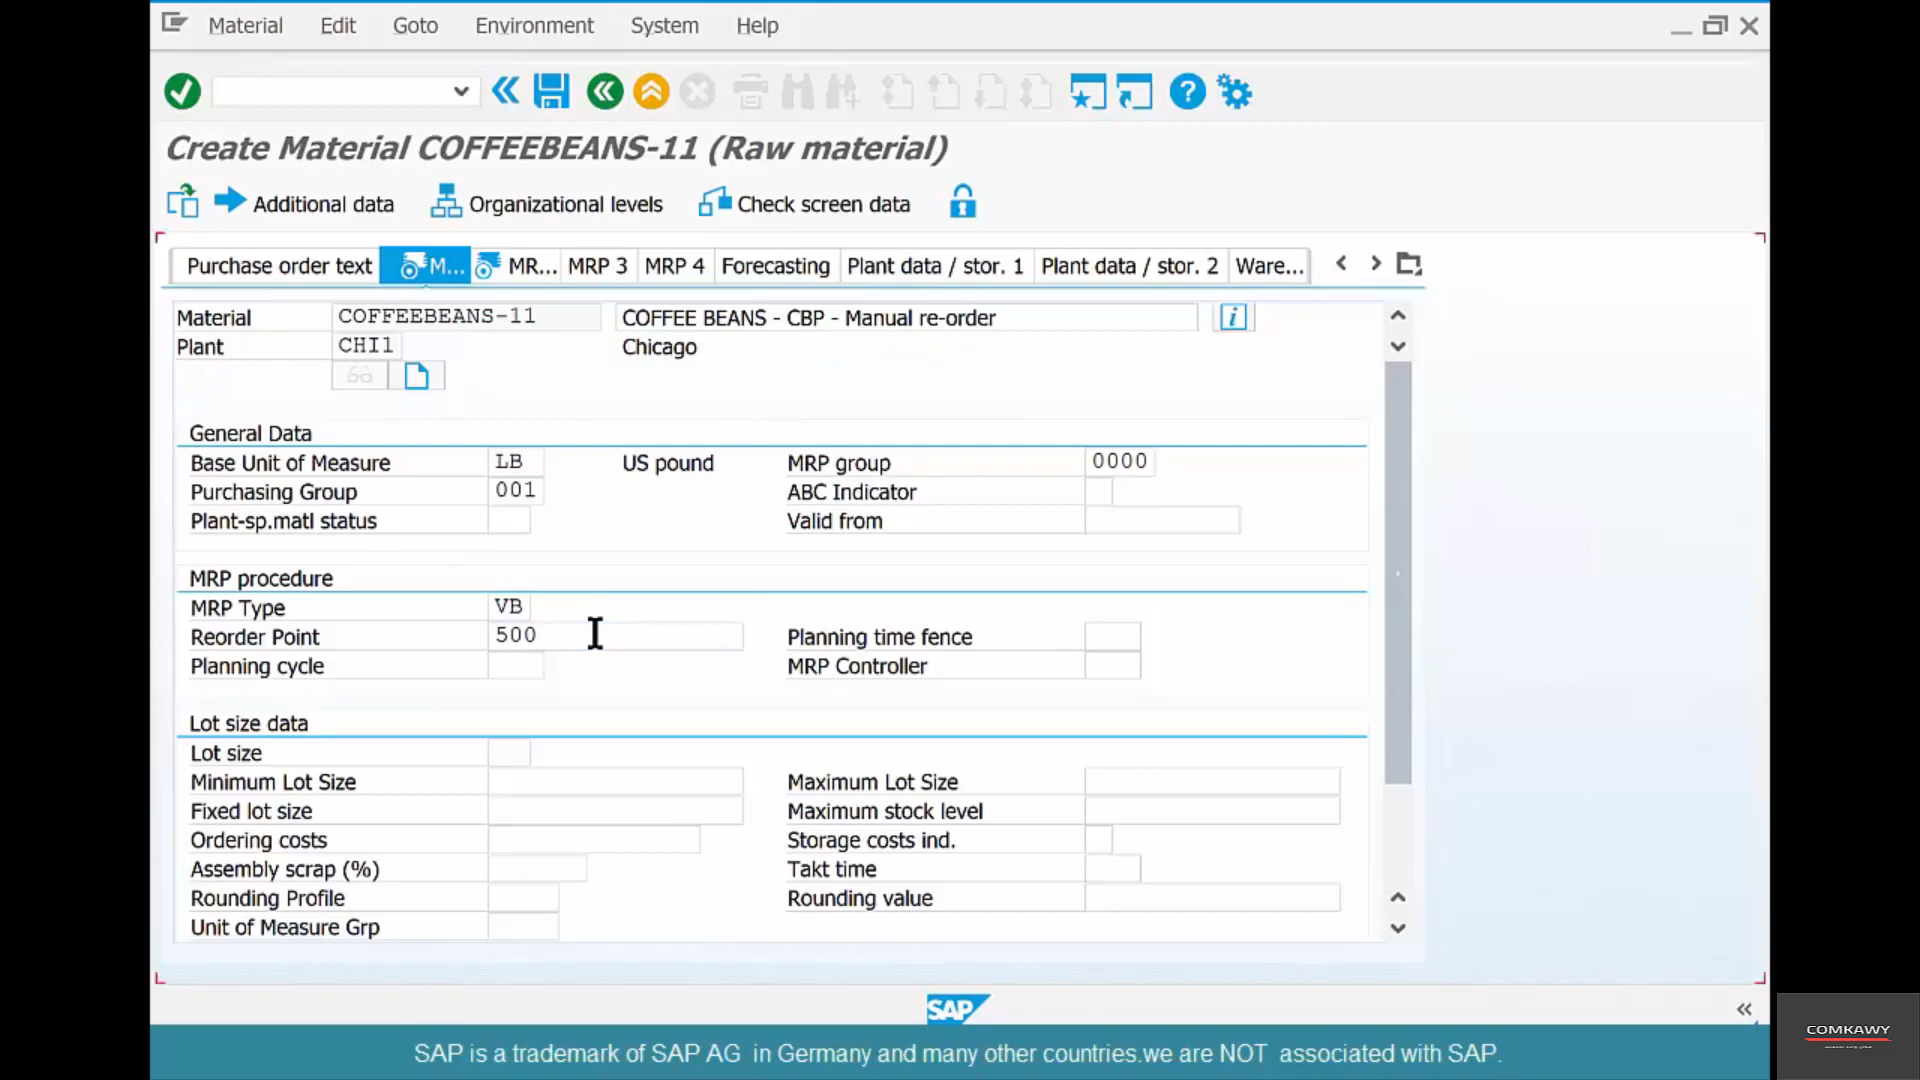 Material Edit Goto Environment System Help
Create Material COFFEEBEANS-11 (Raw material)
Additional data Organizational levels Check screen data
Purchase order text M... MR... MRP 3 MRP 4 Forecasting Plant data / stor. 1 Plant data / stor. 2 Ware...
Material COFFEEBEANS-11 COFFEE BEANS - CBP - Manual re-order
Plant CHI1 Chicago
General Data
Base Unit of Measure LB US pound MRP group 0000
Purchasing Group 001 ABC Indicator
Plant-sp.matl status Valid from
MRP procedure
MRP Type VB
Reorder Point 500 Planning time fence
Planning cycle MRP Controller
Lot size data
Lot size
Minimum Lot Size Maximum Lot Size
Fixed lot size Maximum stock level
Ordering costs Storage costs ind.
Assembly scrap (%) Takt time
Rounding Profile Rounding value
Unit of Measure Grp
SAP
SAP is a trademark of SAP AG in Germany and many other countries.we are NOT associated with SAP.
COMKAWY